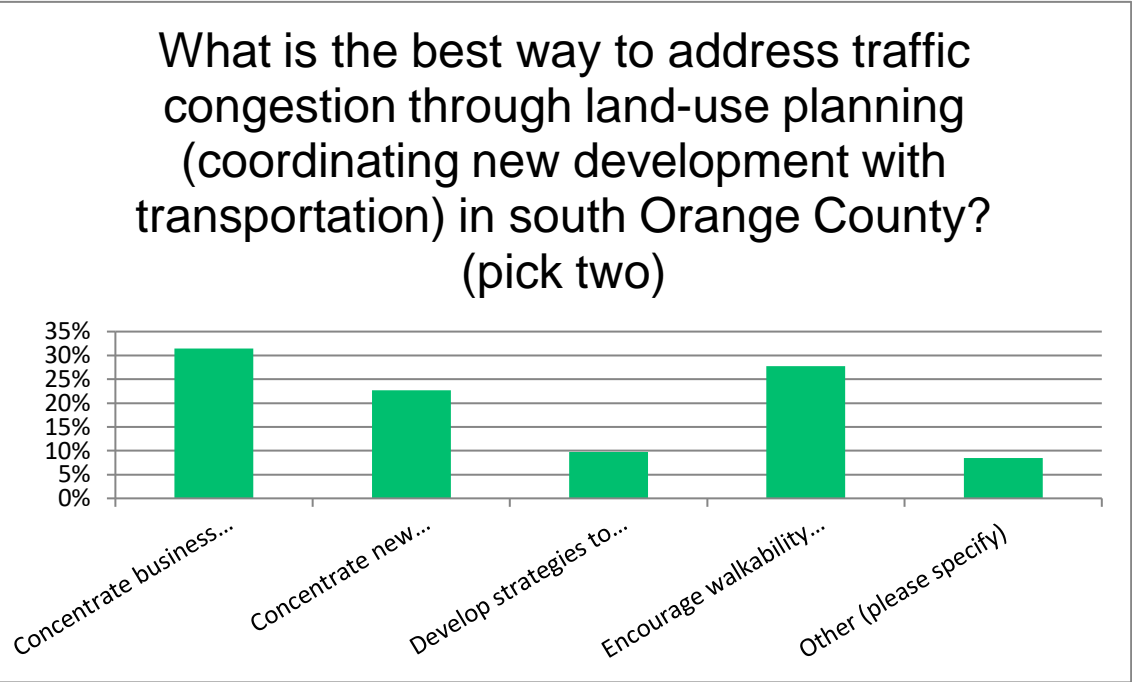 What is the best way to address traffic
congestion through land-use planning
(coordinating new development with
transportation) in south Orange County?
(pick two)
35%
30%
25%
20%
15%
10%
5%
0%
Concentrate business...
Concentrate new...
Develop strategies to...
Encourage walkability...
Other (please specify)